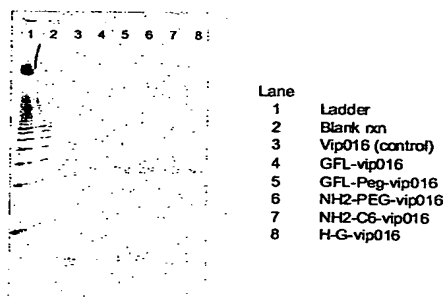 1 2 3 4 5 6 7 8
Lane
1 Ladder
2 Blank rxn
3 Vip016 (control)
4 GFL-vip016
5 GFL-Peg-vip016
6 NH2-PEG-vip016
7 NH2-C6-vip016
8 H-G-vip016